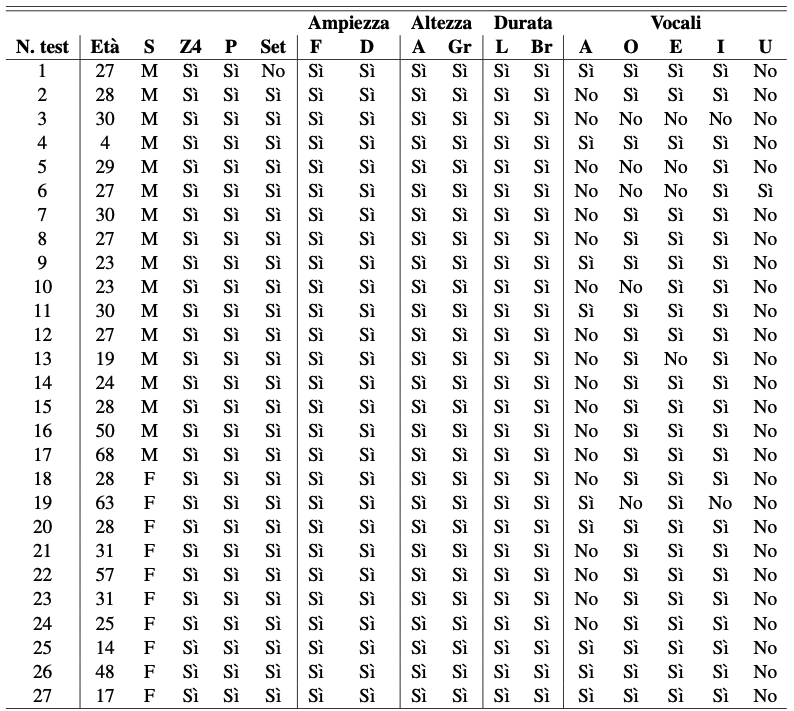 Ampiezza Altezza Durata Vocali
N. test Età S Z4 P Set F D A Gr L Br A O E I U
1 27 M Sì Sì No Sì Sì Sì Sì Sì Sì Sì Sì Sì Sì No
2 28 M Sì Sì Sì Sì Sì Sì Sì Sì Sì No Sì Sì Sì No
3 30 M Sì Sì Sì Sì Sì Sì Sì Sì Sì No No No No No
4 4 M Sì Sì Sì Sì Sì Sì Sì Sì Sì Sì Sì Sì Sì No
5 29 M Sì Sì Sì Sì Sì Sì Sì Sì Sì No No No Sì No
6 27 M Sì Sì Sì Sì Sì Sì Sì Sì Sì No No No Sì Sì
7 30 M Sì Sì Sì Sì Sì Sì Sì Sì Sì No Sì Sì Sì No
8 27 M Sì Sì Sì Sì Sì Sì Sì Sì Sì No Sì Sì Sì No
9 23 M Sì Sì Sì Sì Sì Sì Sì Sì Sì Sì Sì Sì Sì No
10 23 M Sì Sì Sì Sì Sì Sì Sì Sì Sì No No Sì Sì No
11 30 M Sì Sì Sì Sì Sì Sì Sì Sì Sì Sì Sì Sì Sì No
12 27 M Sì Sì Sì Sì Sì Sì Sì Sì Sì No Sì Sì Sì No
13 19 M Sì Sì Sì Sì Sì Sì Sì Sì Sì No Sì No Sì No
14 24 M Sì Sì Sì Sì Sì Sì Sì Sì Sì No Sì Sì Sì No
15 28 M Sì Sì Sì Sì Sì Sì Sì Sì Sì No Sì Sì Sì No
16 50 M Sì Sì Sì Sì Sì Sì Sì Sì Sì No Sì Sì Sì No
17 68 M Sì Sì Sì Sì Sì Sì Sì Sì Sì No Sì Sì Sì No
18 28 F Sì Sì Sì Sì Sì Sì Sì Sì Sì No Sì Sì Sì No
19 63 F Sì Sì Sì Sì Sì Sì Sì Sì Sì Sì No Sì No No
20 28 F Sì Sì Sì Sì Sì Sì Sì Sì Sì Sì Sì Sì Sì No
21 31 F Sì Sì Sì Sì Sì Sì Sì Sì Sì No Sì Sì Sì No
22 57 F Sì Sì Sì Sì Sì Sì Sì Sì Sì No Sì Sì Sì No
23 31 F Sì Sì Sì Sì Sì Sì Sì Sì Sì No Sì Sì Sì No
24 25 F Sì Sì Sì Sì Sì Sì Sì Sì Sì No Sì Sì Sì No
25 14 F Sì Sì Sì Sì Sì Sì Sì Sì Sì Sì Sì Sì Sì No
26 48 F Sì Sì Sì Sì Sì Sì Sì Sì Sì Sì Sì Sì Sì No
27 17 F Sì Sì Sì Sì Sì Sì Sì Sì Sì Sì Sì Sì Sì No